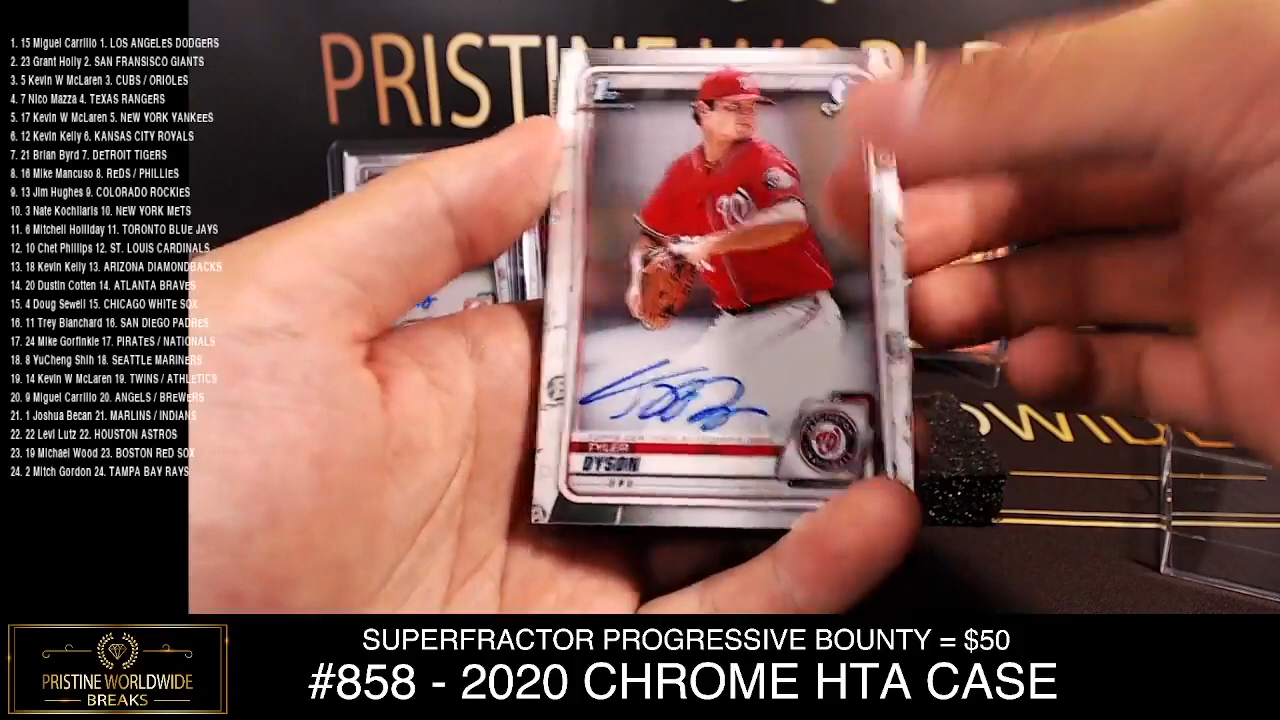 1. 15 Miguel Carrillo 1. LOS ANGELES DODGERS
2. 23 Grant Holly 2. SAN FRANSISCO GIANTS
3. 5 Kevin W McLaren 3. CUBS / ORIOLES
4. 7 Nico Mazza 4. TEXAS RANGERS
5. 17 Kevin W McLaren 5. NEW YORK YANKEES
6. 12 Kevin Kelly 6. KANSAS CITY ROYALS
7. 21 Brian Byrd 7. DETROIT TIGERS
8. 16 Mike Mancuso 8. REDS / PHILLIES
9. 13 Jim Hughes 9. COLORADO ROCKIES
10. 3 Nate Kochilaris 10. NEW YORK METS
11. 6 Mitchell Holliday 11. TORONTO BLUE JAYS
12. 10 Chet Phillips 12. ST. LOUIS CARDINALS
13. 18 Kevin Kelly 13. ARIZONA DIAMONDBACKS
14. 20 Dustin Cotten 14. ATLANTA BRAVES
15. 4 Doug Sewell 15. CHICAGO WHITE SOX
16. 11 Trey Blanchard 16. SAN DIEGO PADRES
17. 24 Mike Gorfinkle 17. PIRATES / NATIONALS
18. 8 YuCheng Shih 18. SEATTLE MARINERS
19. 14 Kevin W McLaren 19. TWINS / ATHLETICS
20. 9 Miguel Carrillo 20. ANGELS / BREWERS
21. 1 Joshua Becan 21. MARLINS / INDIANS
22. 22 Levi Lutz 22. HOUSTON ASTROS
23. 19 Michael Wood 23. BOSTON RED SOX
24. 2 Mitch Gordon 24. TAMPA BAY RAYS
PRISTINE WORLD
TYLER
DYSON
SUPERFRACTOR PROGRESSIVE BOUNTY = $50
#858 - 2020 CHROME HTA CASE
PRISTINE WORLDWIDE
BREAKS